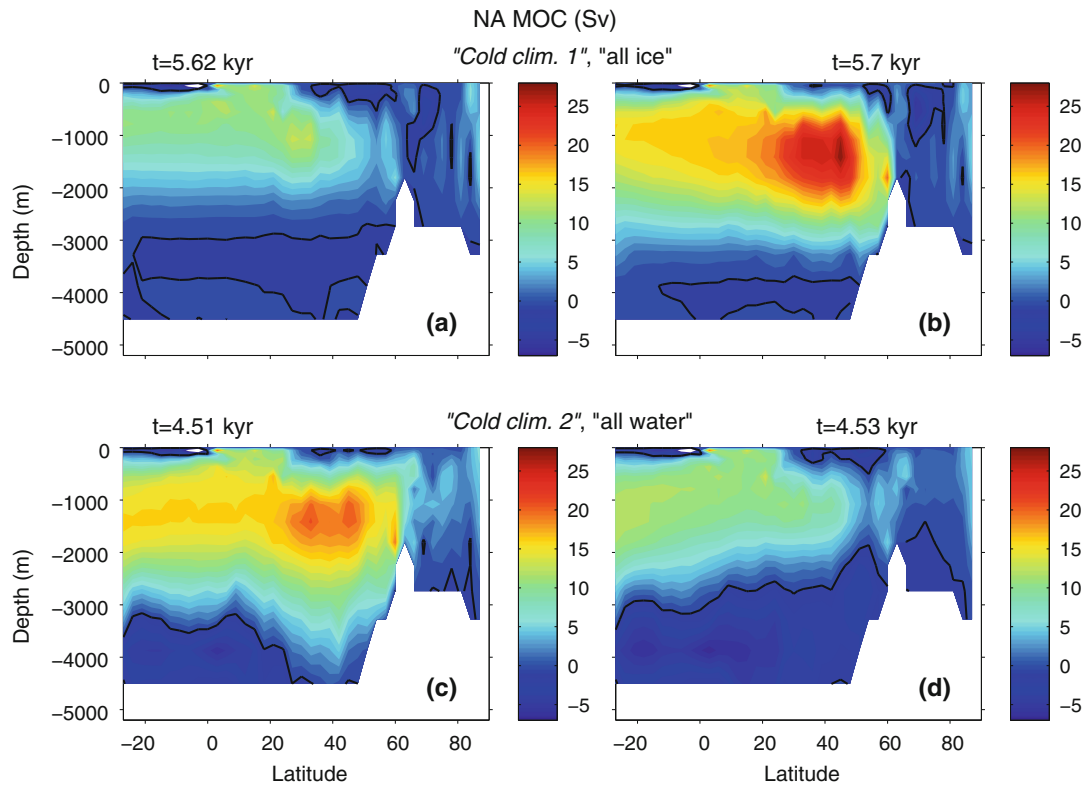 NA MOC (Sv)
"Cold clim. 1", "all ice"
t=5.62 kyr
t=5.7 kyr
0
−1000
−2000
−3000
−4000
−5000
Depth (m)
(a)
25
20
15
10
5
0
−5
(b)
25
20
15
10
5
0
−5
"Cold clim. 2", "all water"
t=4.51 kyr
t=4.53 kyr
0
−1000
−2000
−3000
−4000
−5000
Depth (m)
(c)
25
20
15
10
5
0
−5
(d)
25
20
15
10
5
0
−5
−20 0 20 40 60 80
Latitude
−20 0 20 40 60 80
Latitude